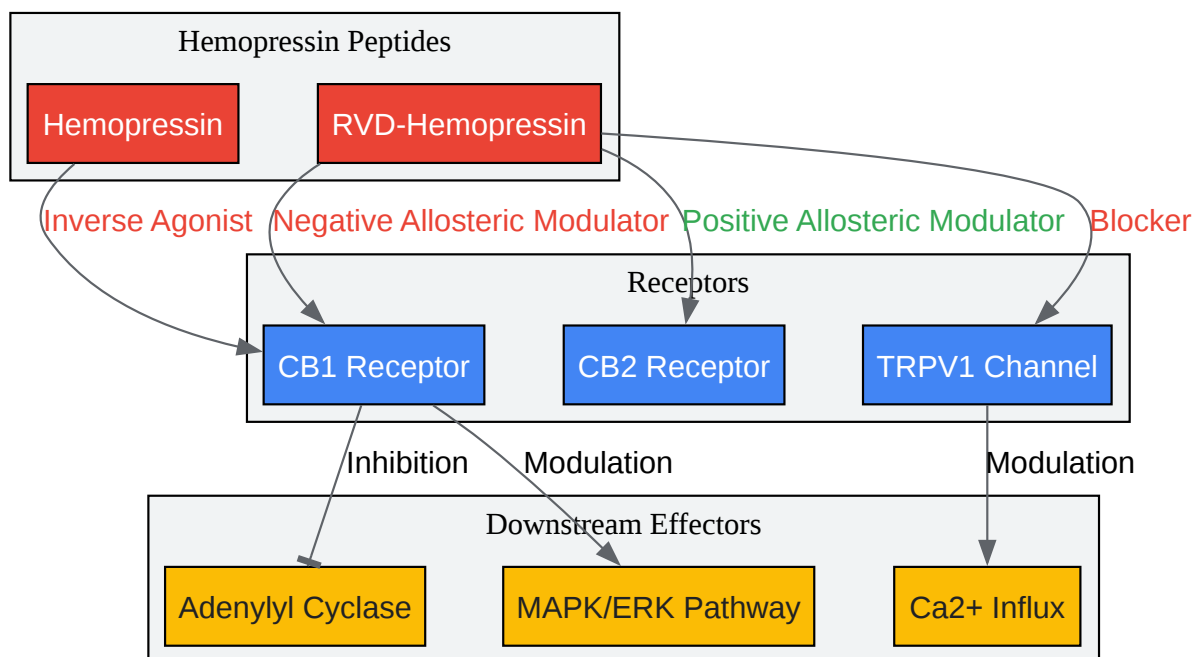 Hemopressin Peptides
Hemopressin
RVD-Hemopressin
Inverse Agonist
Negative Allosteric Modulator
Positive Allosteric Modulator
Blocker
Receptors
CB1 Receptor
CB2 Receptor
TRPV1 Channel
Inhibition
Modulation
Modulation
Downstream Effectors
Adenylyl Cyclase
MAPK/ERK Pathway
Ca2+ Influx